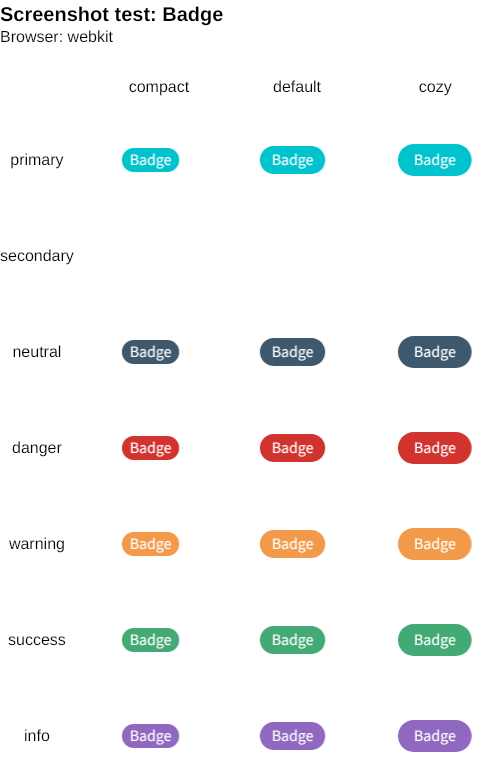 Screenshot test: Badge
Browser: webkit
compact default cozy
primary Badge Badge Badge
secondary
neutral Badge Badge Badge
danger Badge Badge Badge
warning Badge Badge Badge
success Badge Badge Badge
info Badge Badge Badge